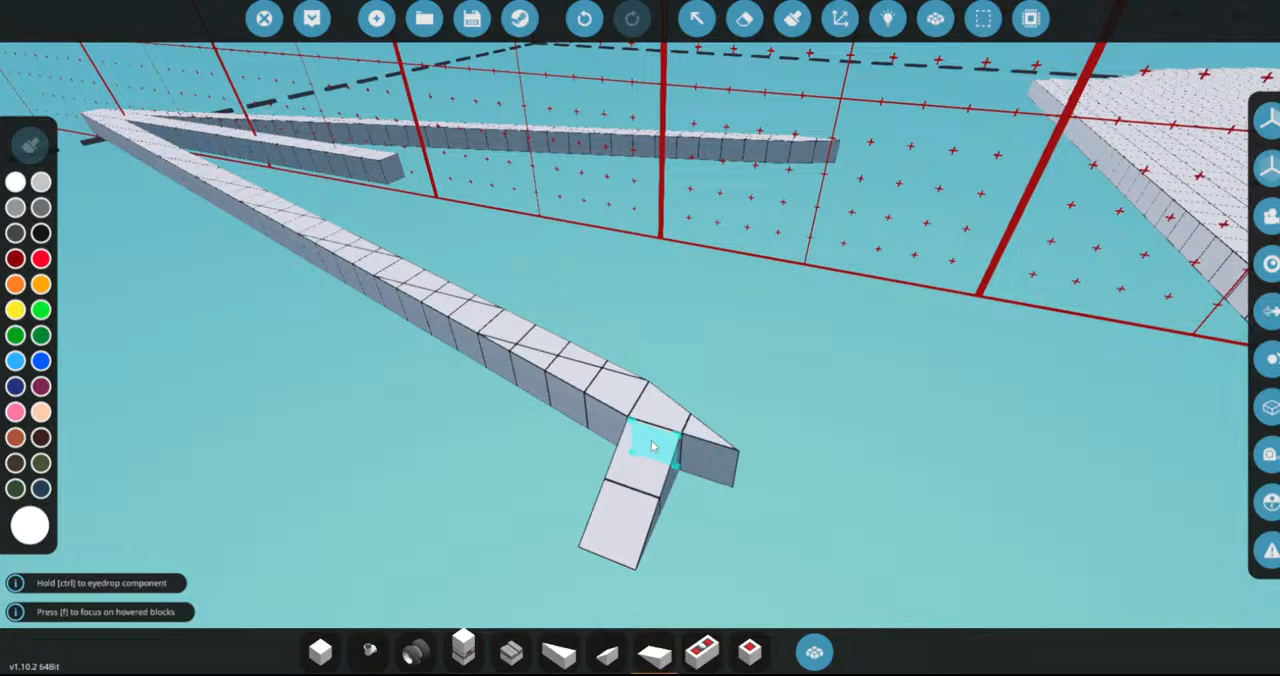 Hold [ctrl] to eyedrop component
Press [f] to focus on hovered blocks
v1.10.2 64Bit